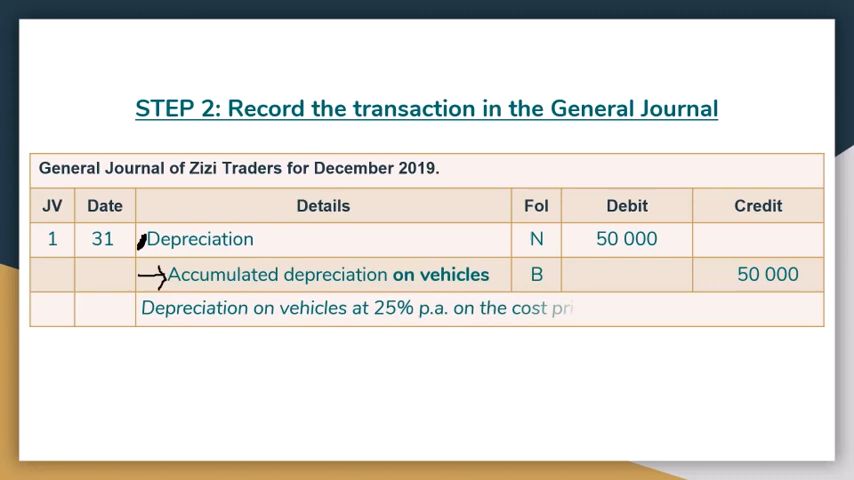 STEP 2: Record the transaction in the General Journal
General Journal of Zizi Traders for December 2019.
JV Date Details Fol Debit Credit
1 31 Depreciation N 50 000
Accumulated depreciation on vehicles B 50 000
Depreciation on vehicles at 25% p.a. on the cost pri